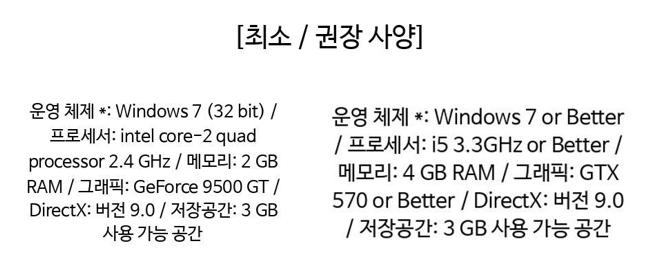 [최소 / 권장 사양]
운영 체제 *: Windows 7 (32 bit) /
프로세서: intel core-2 quad
processor 2.4 GHz / 메모리: 2 GB
RAM / 그래픽: GeForce 9500 GT /
DirectX: 버전 9.0 / 저장공간: 3 GB
사용 가능 공간
운영 체제 *: Windows 7 or Better
/ 프로세서: i5 3.3GHz or Better /
메모리: 4 GB RAM / 그래픽: GTX
570 or Better / DirectX: 버전 9.0
/ 저장공간: 3 GB 사용 가능 공간